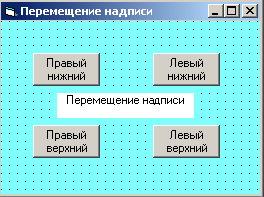 Перемещение надписи
Правый
нижний
Левый
нижний
Перемещение надписи
Правый
верхний
Левый
верхний